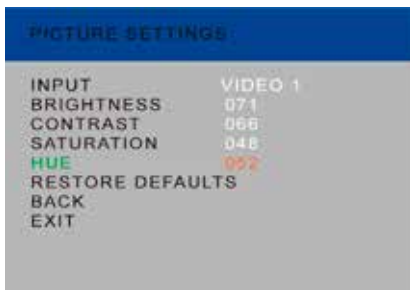 PICTURE SETTINGS
INPUT VIDEO 1
BRIGHTNESS 071
CONTRAST 066
SATURATION 048
HUE 052
RESTORE DEFAULTS
BACK
EXIT